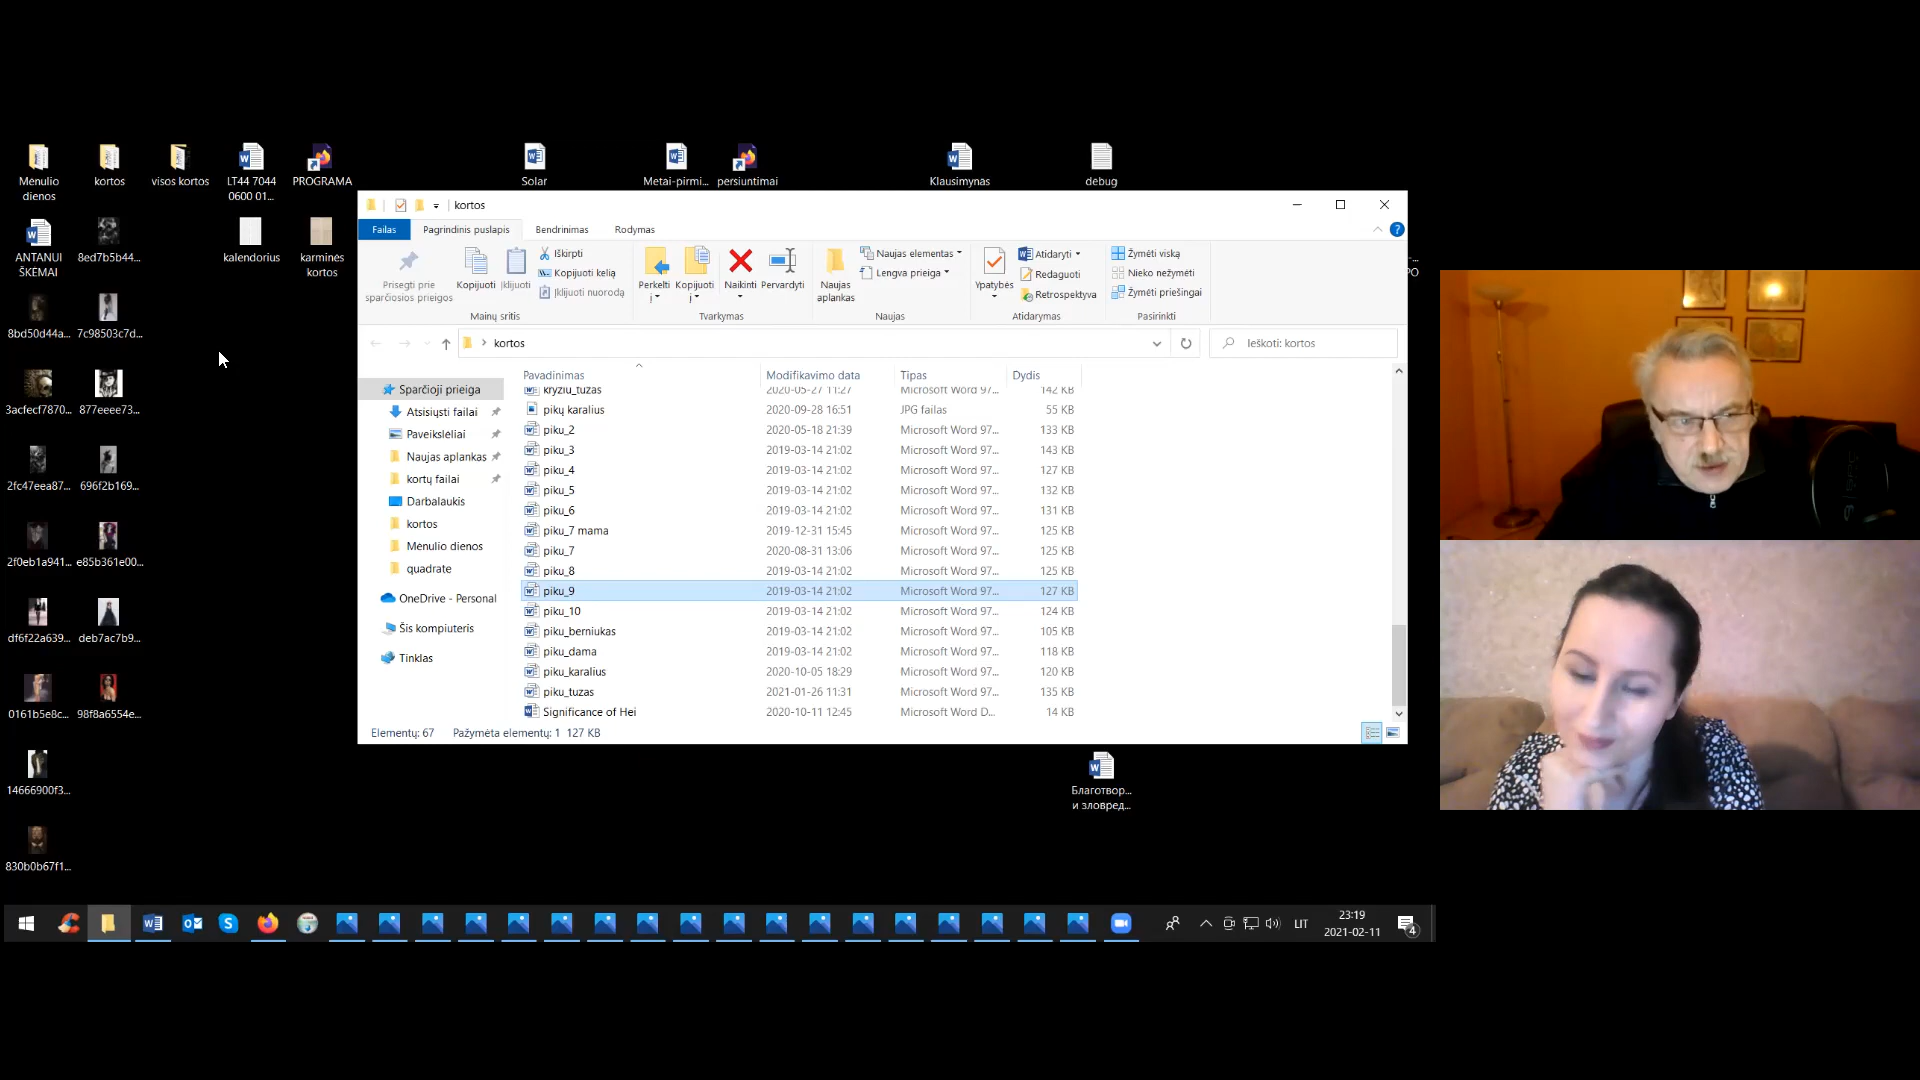 Menulio
dienos
kortos
visos kortos
LT44 7044
0600 01...
PROGRAMA
Solar
Metai-pirmi...
persiuntimai
Klausimynas
debug
ANTANUI
ŠKEMAI
8ed7b5b44...
kalendorius
karmines
kortos
8bd50d44a...
7c98503c7d...
3acfecf7870...
877eeee73...
2fc47eea87...
696f2b169...
2f0eb1a941...
e85b361e00...
df6f22a639...
deb7ac7b9...
0161b5e8c...
98f8a6554e...
14666900f3...
830b0b67f1...
kortos
Failas
Pagrindinis puslapis
Bendrinimas
Rodymas
Prisegti prie
sparčiosios prieigos
Kopijuoti
Įklijuoti
Iškirpti
Kopijuoti kelią
Įklijuoti nuorodą
Mainų sritis
Perkelti
į
Kopijuoti
į
Naikinti
Pervardyti
Tvarkymas
Naujas
aplankas
Naujas elementas
Lengva prieiga
Naujas
Ypatybės
Atidaryti
Redaguoti
Retrospektyva
Atidarymas
Žymėti viską
Nieko nežymėti
Žymėti priešingai
Pasirinkti
kortos
Ieškoti: kortos
Sparčioji prieiga
Atsisiųsti failai
Paveikslėliai
Naujas aplankas
kortų failai
Darbalaukis
kortos
Menulio dienos
quadrate
OneDrive - Personal
Šis kompiuteris
Tinklas
Pavadinimas Modifikavimo data Tipas Dydis
kryziu_tuzas 2020-05-27 11:27 Microsoft Word 97... 142 KB
pikų karalius 2020-09-28 16:51 JPG failas 55 KB
piku_2 2020-05-18 21:39 Microsoft Word 97... 133 KB
piku_3 2019-03-14 21:02 Microsoft Word 97... 143 KB
piku_4 2019-03-14 21:02 Microsoft Word 97... 127 KB
piku_5 2019-03-14 21:02 Microsoft Word 97... 132 KB
piku_6 2019-03-14 21:02 Microsoft Word 97... 131 KB
piku_7 mama 2019-12-31 15:45 Microsoft Word 97... 125 KB
piku_7 2020-08-31 13:06 Microsoft Word 97... 125 KB
piku_8 2019-03-14 21:02 Microsoft Word 97... 125 KB
piku_9 2019-03-14 21:02 Microsoft Word 97... 127 KB
piku_10 2019-03-14 21:02 Microsoft Word 97... 124 KB
piku_berniukas 2019-03-14 21:02 Microsoft Word 97... 105 KB
piku_dama 2019-03-14 21:02 Microsoft Word 97... 118 KB
piku_karalius 2020-10-05 18:29 Microsoft Word 97... 120 KB
piku_tuzas 2021-01-26 11:31 Microsoft Word 97... 135 KB
Significance of Hei 2020-10-11 12:45 Microsoft Word D... 14 KB
Elementų: 67 Pažymėta elementų: 1 127 KB
Благотвор...
и зловред...
LIT
23:19
2021-02-11
4